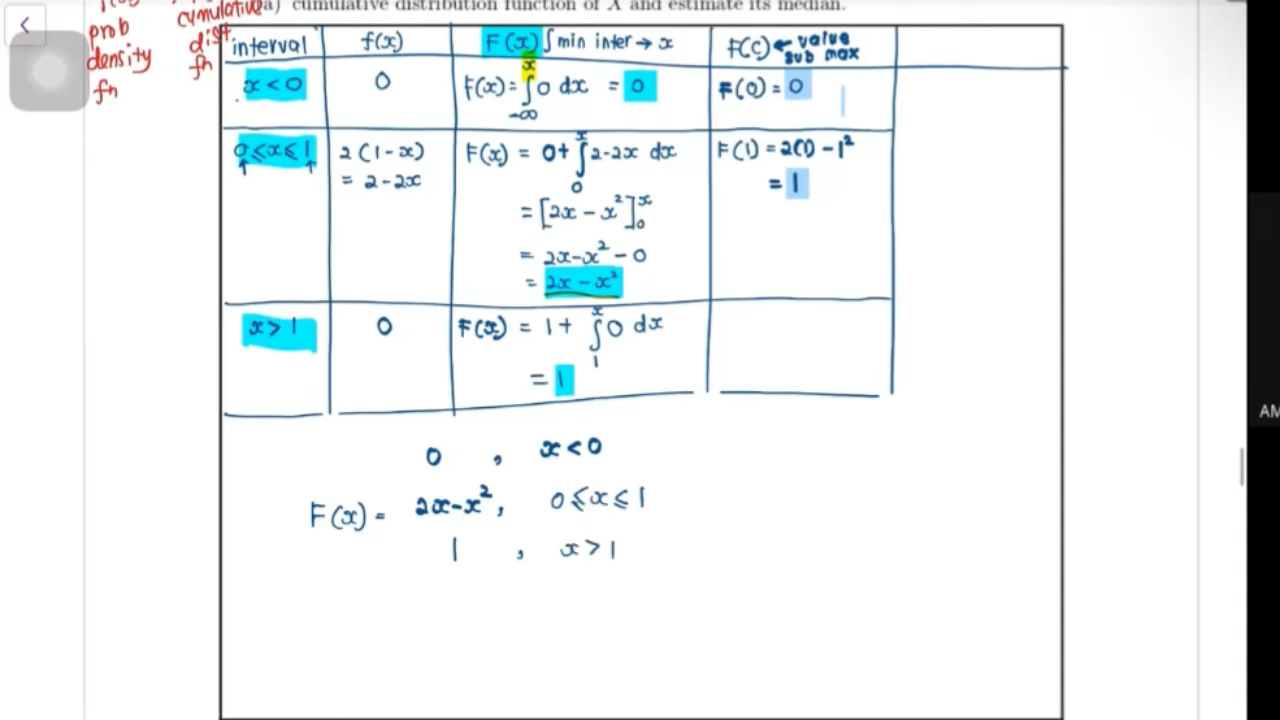 a) cumulative distribution function of X and estimate its median.
prob density fn
cumulative dist. fn
interval f(x) F(x) ∫ min inter → x F(c) ← value sub max
x < 0 0 F(x) = ∫_{-∞}^{x} 0 dx = 0 F(0) = 0
0 ⩽ x ⩽ 1 2(1-x) F(x) = 0 + ∫_{0}^{x} 2-2x dx F(1) = 2(1) - 1²
= 2-2x = 1
= [2x - x²]_{0}^{x}
= 2x-x² - 0
= 2x - x²
x > 1 0 F(x) = 1 + ∫_{1}^{x} 0 dx
= 1
0 , x < 0
F(x) = 2x-x², 0 ⩽ x ⩽ 1
1 , x > 1
AM